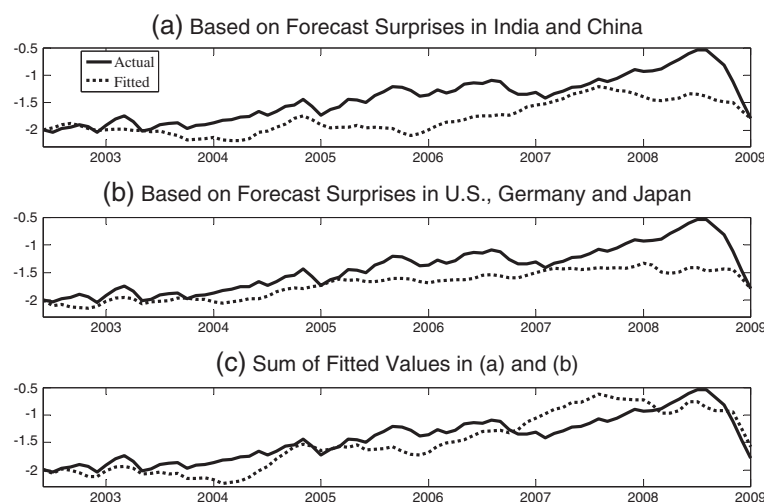 (a) Based on Forecast Surprises in India and China
-0.5
Actual
Fitted
-1
-1.5
-2
2003 2004 2005 2006 2007 2008 2009
(b) Based on Forecast Surprises in U.S., Germany and Japan
-0.5
-1
-1.5
-2
2003 2004 2005 2006 2007 2008 2009
(c) Sum of Fitted Values in (a) and (b)
-0.5
-1
-1.5
-2
2003 2004 2005 2006 2007 2008 2009